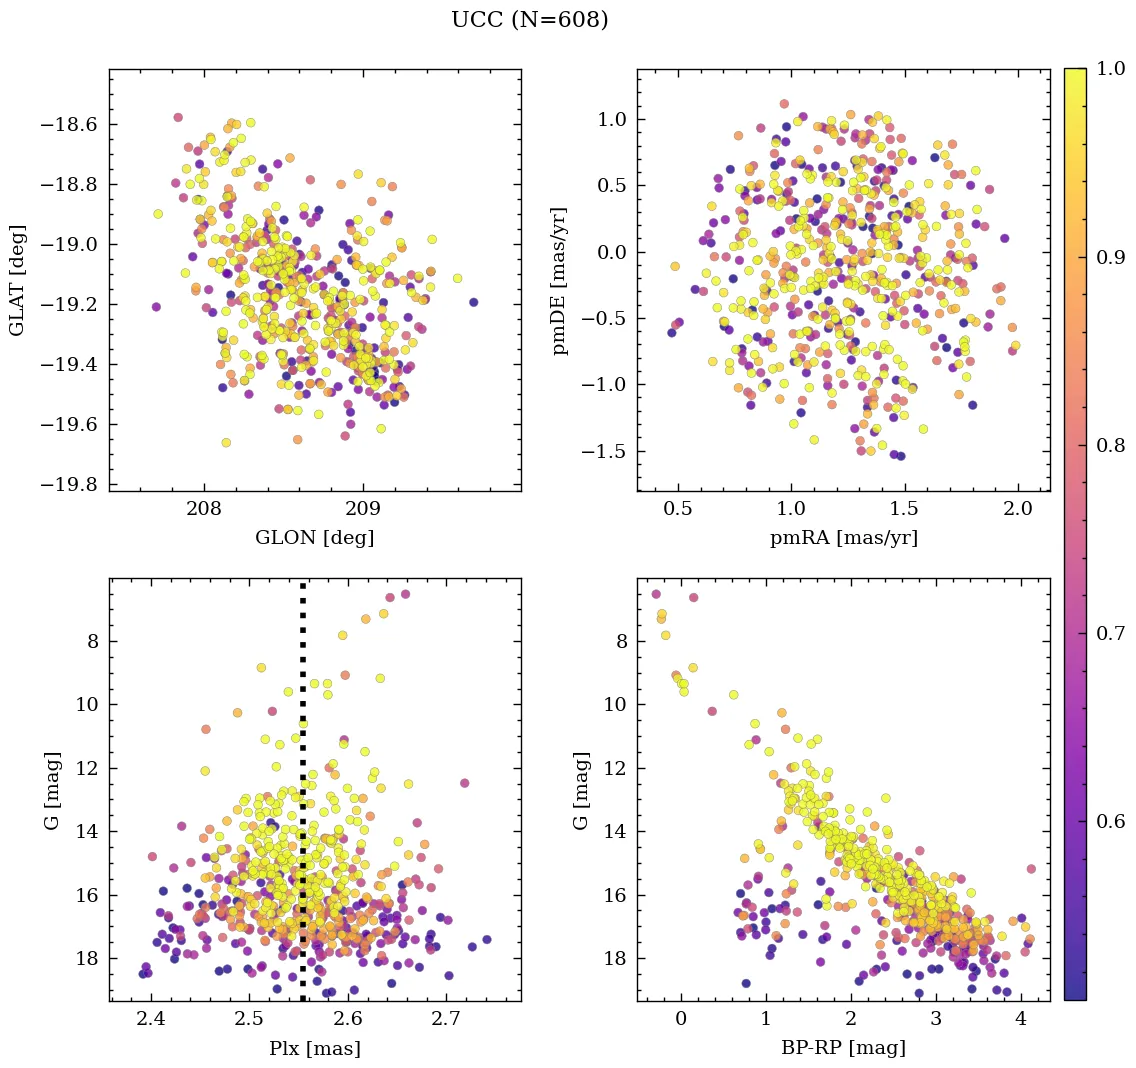 UCC (N=608)
−18.6
−18.8
−19.0
−19.2
−19.4
−19.6
−19.8
GLAT [deg]
208 209
GLON [deg]
1.0
0.5
0.0
−0.5
−1.0
−1.5
pmDE [mas/yr]
0.5 1.0 1.5 2.0
pmRA [mas/yr]
8
10
12
14
16
18
G [mag]
2.4 2.5 2.6 2.7
Plx [mas]
8
10
12
14
16
18
G [mag]
0 1 2 3 4
BP-RP [mag]
1.0
0.9
0.8
0.7
0.6